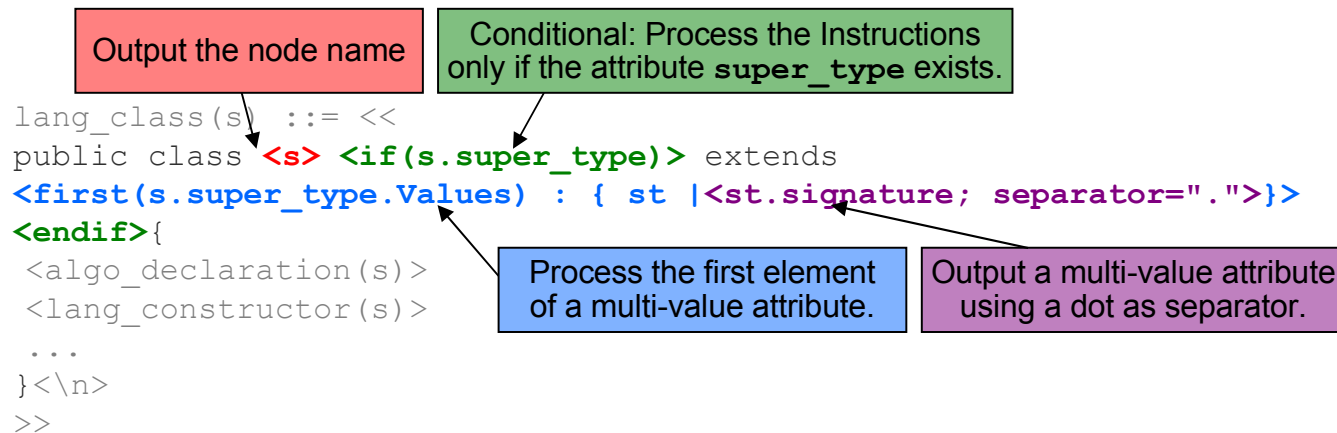 Output the node name
Conditional: Process the Instructions
only if the attribute super_type exists.
lang_class(s) ::= <<
public class <s> <if(s.super_type)> extends
<first(s.super_type.Values) : { st |<st.signature; separator=".">}>
<endif>{
<algo_declaration(s)>
<lang_constructor(s)>
...
}<\n>
>>
Process the first element
of a multi-value attribute.
Output a multi-value attribute
using a dot as separator.